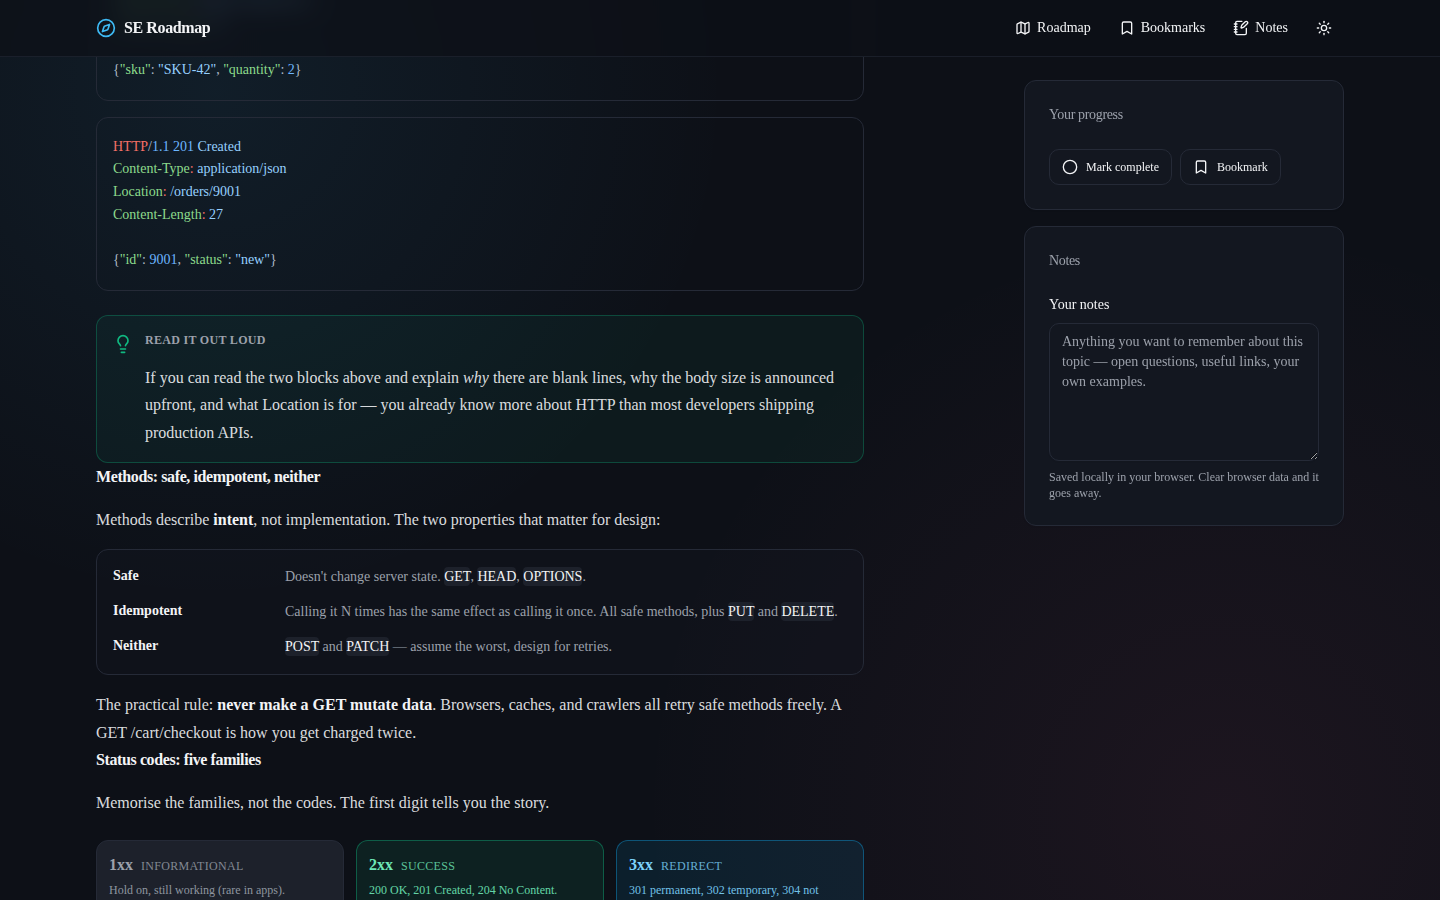 SE Roadmap
Roadmap
Bookmarks
Notes
{"sku": "SKU-42", "quantity": 2}
HTTP/1.1 201 Created
Content-Type: application/json
Location: /orders/9001
Content-Length: 27
{"id": 9001, "status": "new"}
READ IT OUT LOUD
If you can read the two blocks above and explain why there are blank lines, why the body size is announced
upfront, and what Location is for — you already know more about HTTP than most developers shipping
production APIs.
Methods: safe, idempotent, neither
Methods describe intent, not implementation. The two properties that matter for design:
Safe
Doesn't change server state. GET, HEAD, OPTIONS.
Idempotent
Calling it N times has the same effect as calling it once. All safe methods, plus PUT and DELETE.
Neither
POST and PATCH — assume the worst, design for retries.
The practical rule: never make a GET mutate data. Browsers, caches, and crawlers all retry safe methods freely. A
GET /cart/checkout is how you get charged twice.
Status codes: five families
Memorise the families, not the codes. The first digit tells you the story.
1xx INFORMATIONAL
Hold on, still working (rare in apps).
2xx SUCCESS
200 OK, 201 Created, 204 No Content.
3xx REDIRECT
301 permanent, 302 temporary, 304 not
Your progress
Mark complete
Bookmark
Notes
Your notes
Anything you want to remember about this
topic — open questions, useful links, your
own examples.
Saved locally in your browser. Clear browser data and it
goes away.